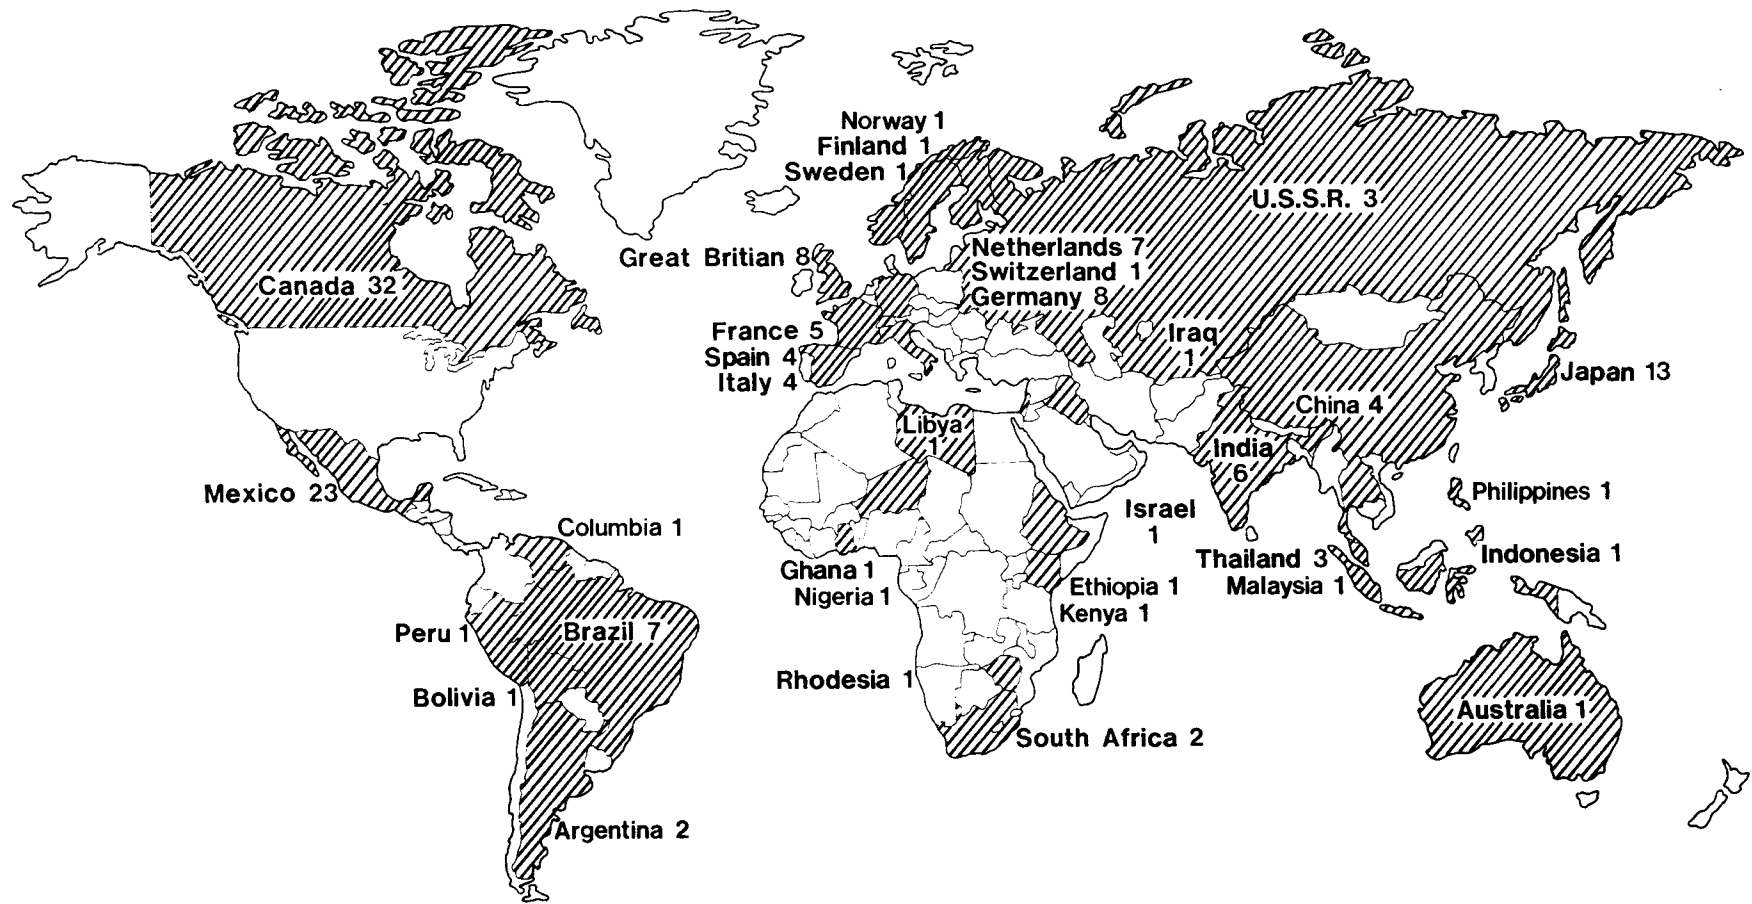 Norway 1
Finland 1
Sweden 1
U.S.S.R. 3
Great Britian 8
Netherlands 7
Switzerland 1
Germany 8
Canada 32
France 5
Spain 4
Italy 4
Iraq
1
Japan 13
China 4
Libya
1
India
6
Mexico 23
Philippines 1
Columbia 1
Israel
1
Thailand 3
Malaysia 1
Indonesia 1
Ghana 1
Nigeria 1
Ethiopia 1
Kenya 1
Peru 1
Brazil 7
Bolivia 1
Rhodesia 1
South Africa 2
Australia 1
Argentina 2